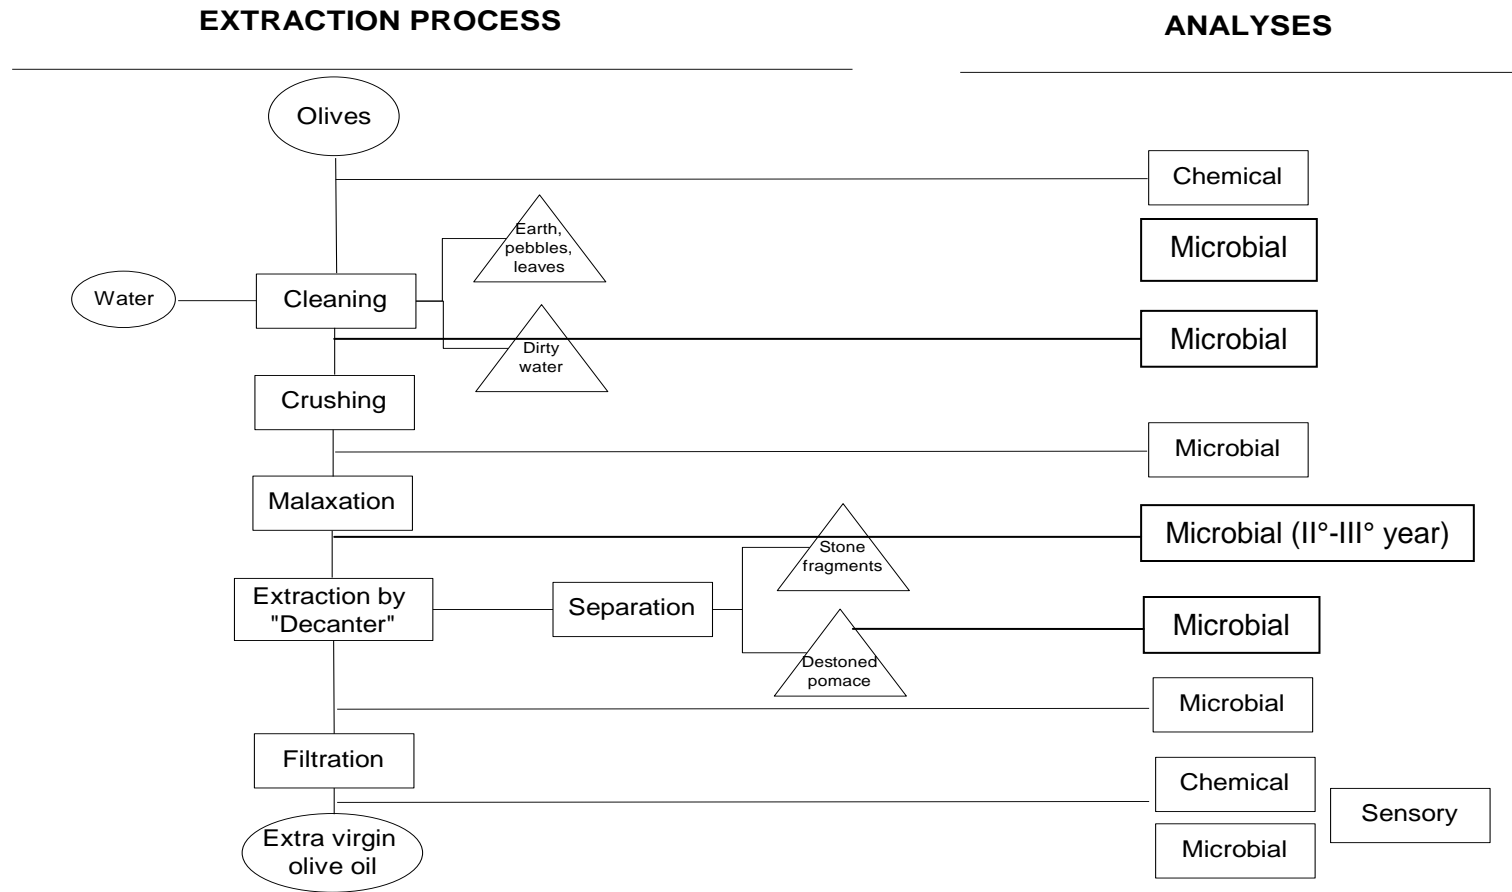 EXTRACTION PROCESS
ANALYSES
Olives
Chemical
Earth,
pebbles,
leaves
Microbial
Water
Cleaning
Dirty
water
Microbial
Crushing
Microbial
Malaxation
Stone
fragments
Microbial (II°-III° year)
Extraction by
"Decanter"
Separation
Destoned
pomace
Microbial
Microbial
Filtration
Chemical
Sensory
Extra virgin
olive oil
Microbial